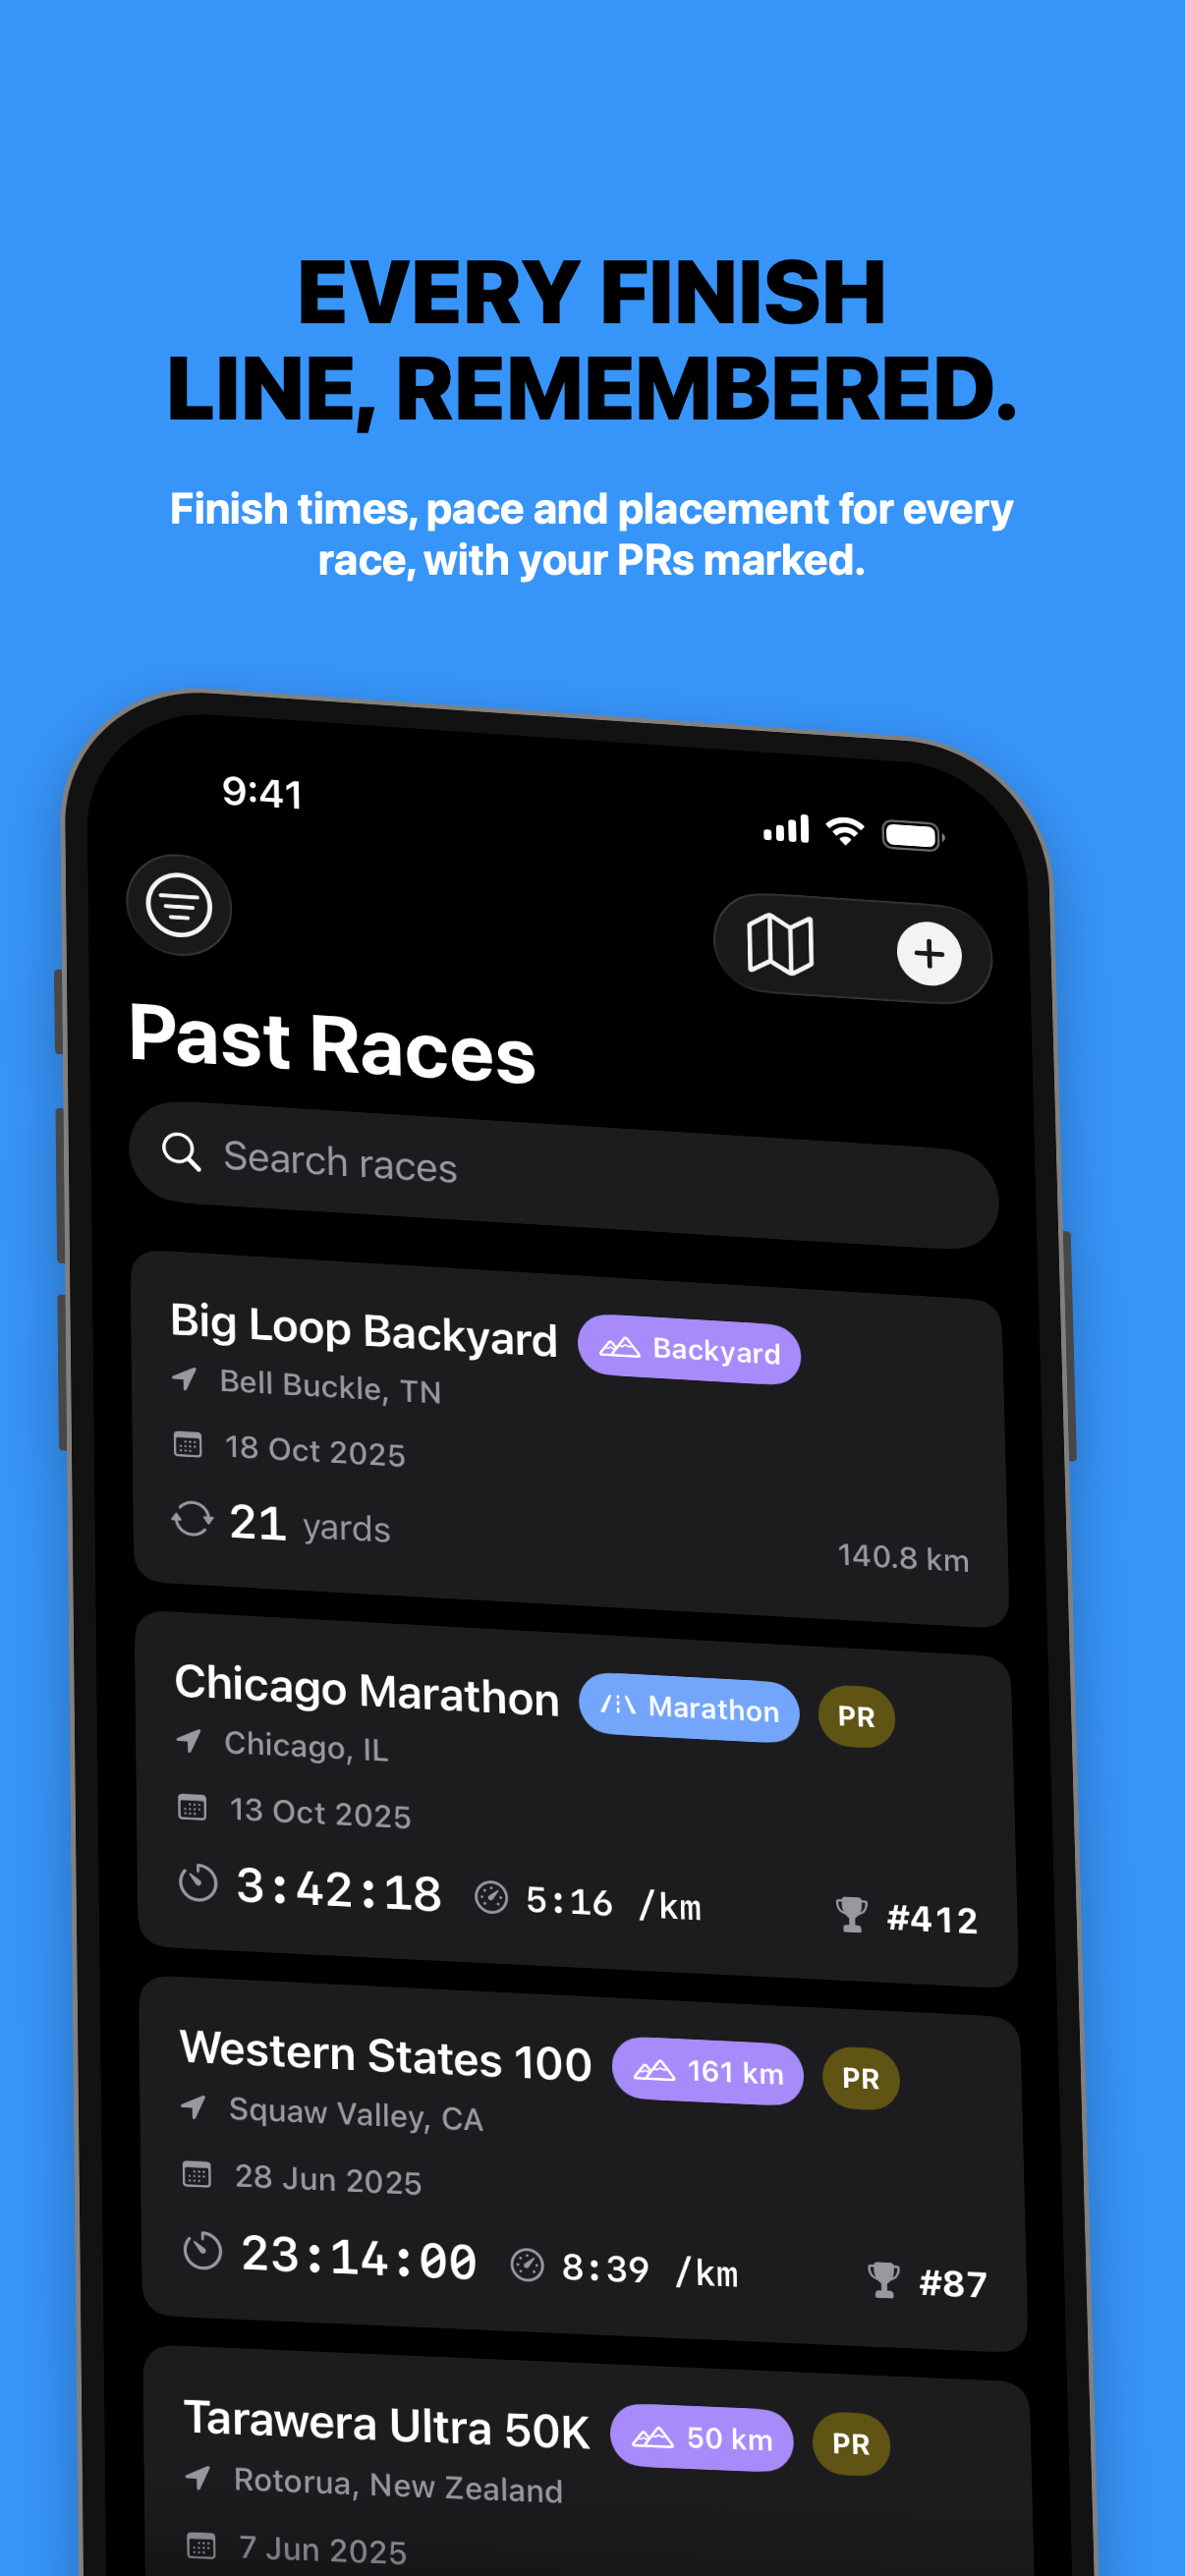 EVERY FINISH
LINE, REMEMBERED.
Finish times, pace and placement for every
race, with your PRs marked.
9:41
Past Races
Search races
Big Loop Backyard Backyard
Bell Buckle, TN
18 Oct 2025
21 yards 140.8 km
Chicago Marathon Marathon PR
Chicago, IL
13 Oct 2025
3:42:18 5:16 /km #412
Western States 100 161 km PR
Squaw Valley, CA
28 Jun 2025
23:14:00 8:39 /km #87
Tarawera Ultra 50K 50 km PR
Rotorua, New Zealand
7 Jun 2025